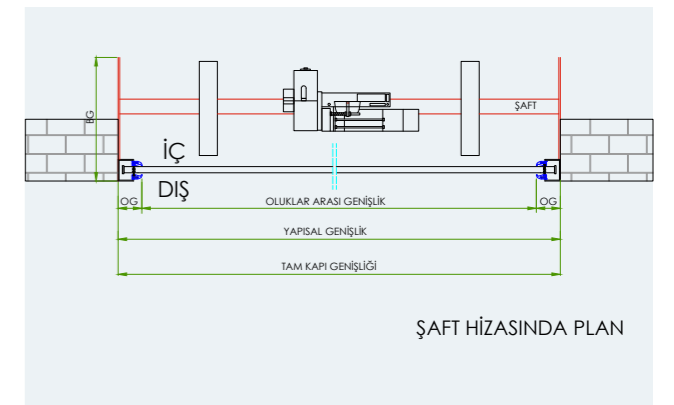 ŞAFT
BG
İÇ
DIŞ
OG
OLUKLAR ARASI GENİŞLİK
OG
YAPISAL GENİŞLİK
TAM KAPI GENİŞLİĞİ
ŞAFT HİZASINDA PLAN